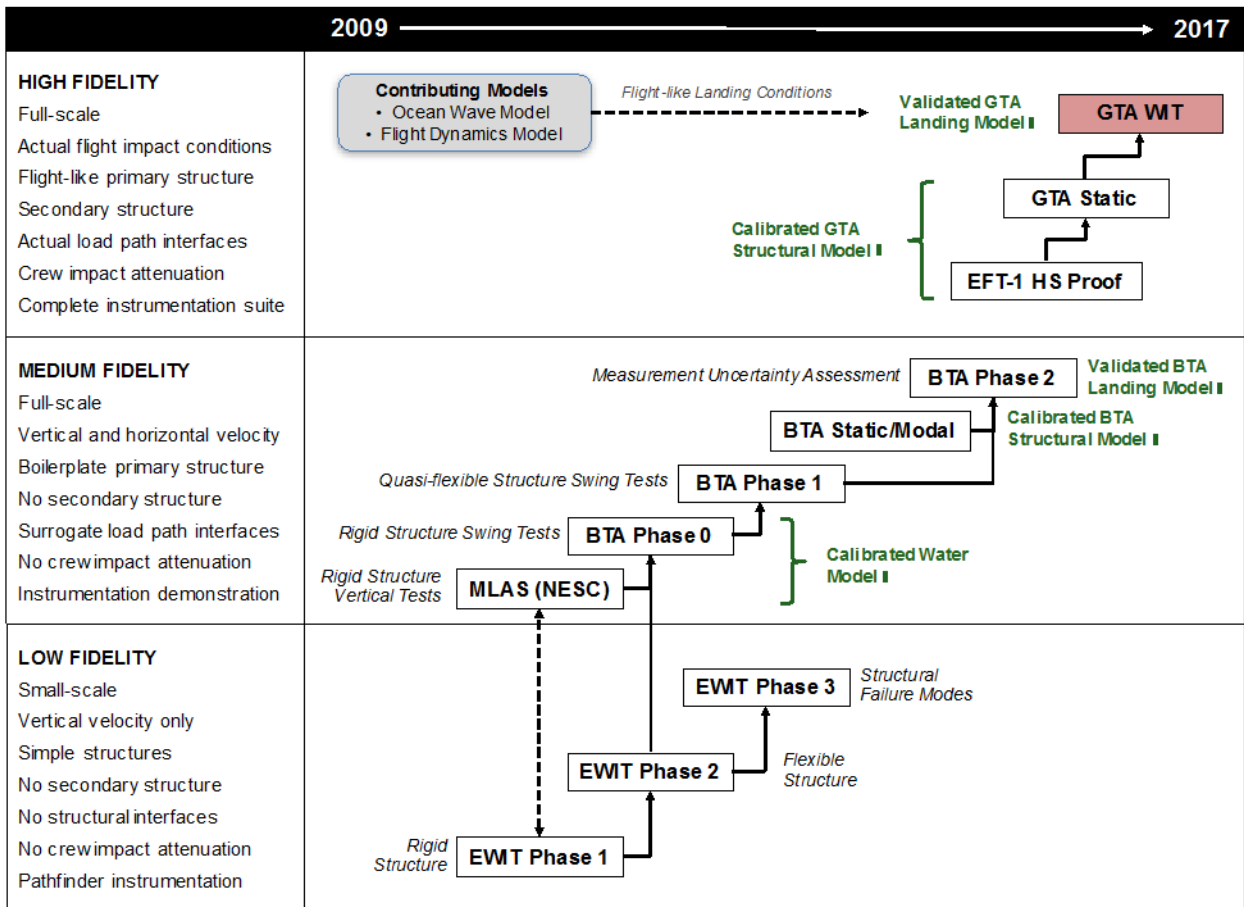 2009
2017
HIGH FIDELITY
Full-scale
Actual flight impact conditions
Flight-like primary structure
Secondary structure
Actual load path interfaces
Crew impact attenuation
Complete instrumentation suite
Contributing Models
• Ocean Wave Model
• Flight Dynamics Model
Flight-like Landing Conditions
Validated GTA
Landing Model
GTA WIT
GTA Static
Calibrated GTA
Structural Model
EFT-1 HS Proof
MEDIUM FIDELITY
Full-scale
Vertical and horizontal velocity
Boilerplate primary structure
No secondary structure
Surrogate load path interfaces
No crew impact attenuation
Instrumentation demonstration
Measurement Uncertainty Assessment
BTA Phase 2
Validated BTA
Landing Model
BTA Static/Modal
Calibrated BTA
Structural Model
Quasi-flexible Structure Swing Tests
BTA Phase 1
Rigid Structure Swing Tests
BTA Phase 0
Calibrated Water
Model
Rigid Structure
Vertical Tests
MLAS (NESC)
LOW FIDELITY
Small-scale
Vertical velocity only
Simple structures
No secondary structure
No structural interfaces
No crew impact attenuation
Pathfinder instrumentation
EWIT Phase 3
Structural
Failure Modes
EWIT Phase 2
Flexible
Structure
Rigid
Structure
EWIT Phase 1